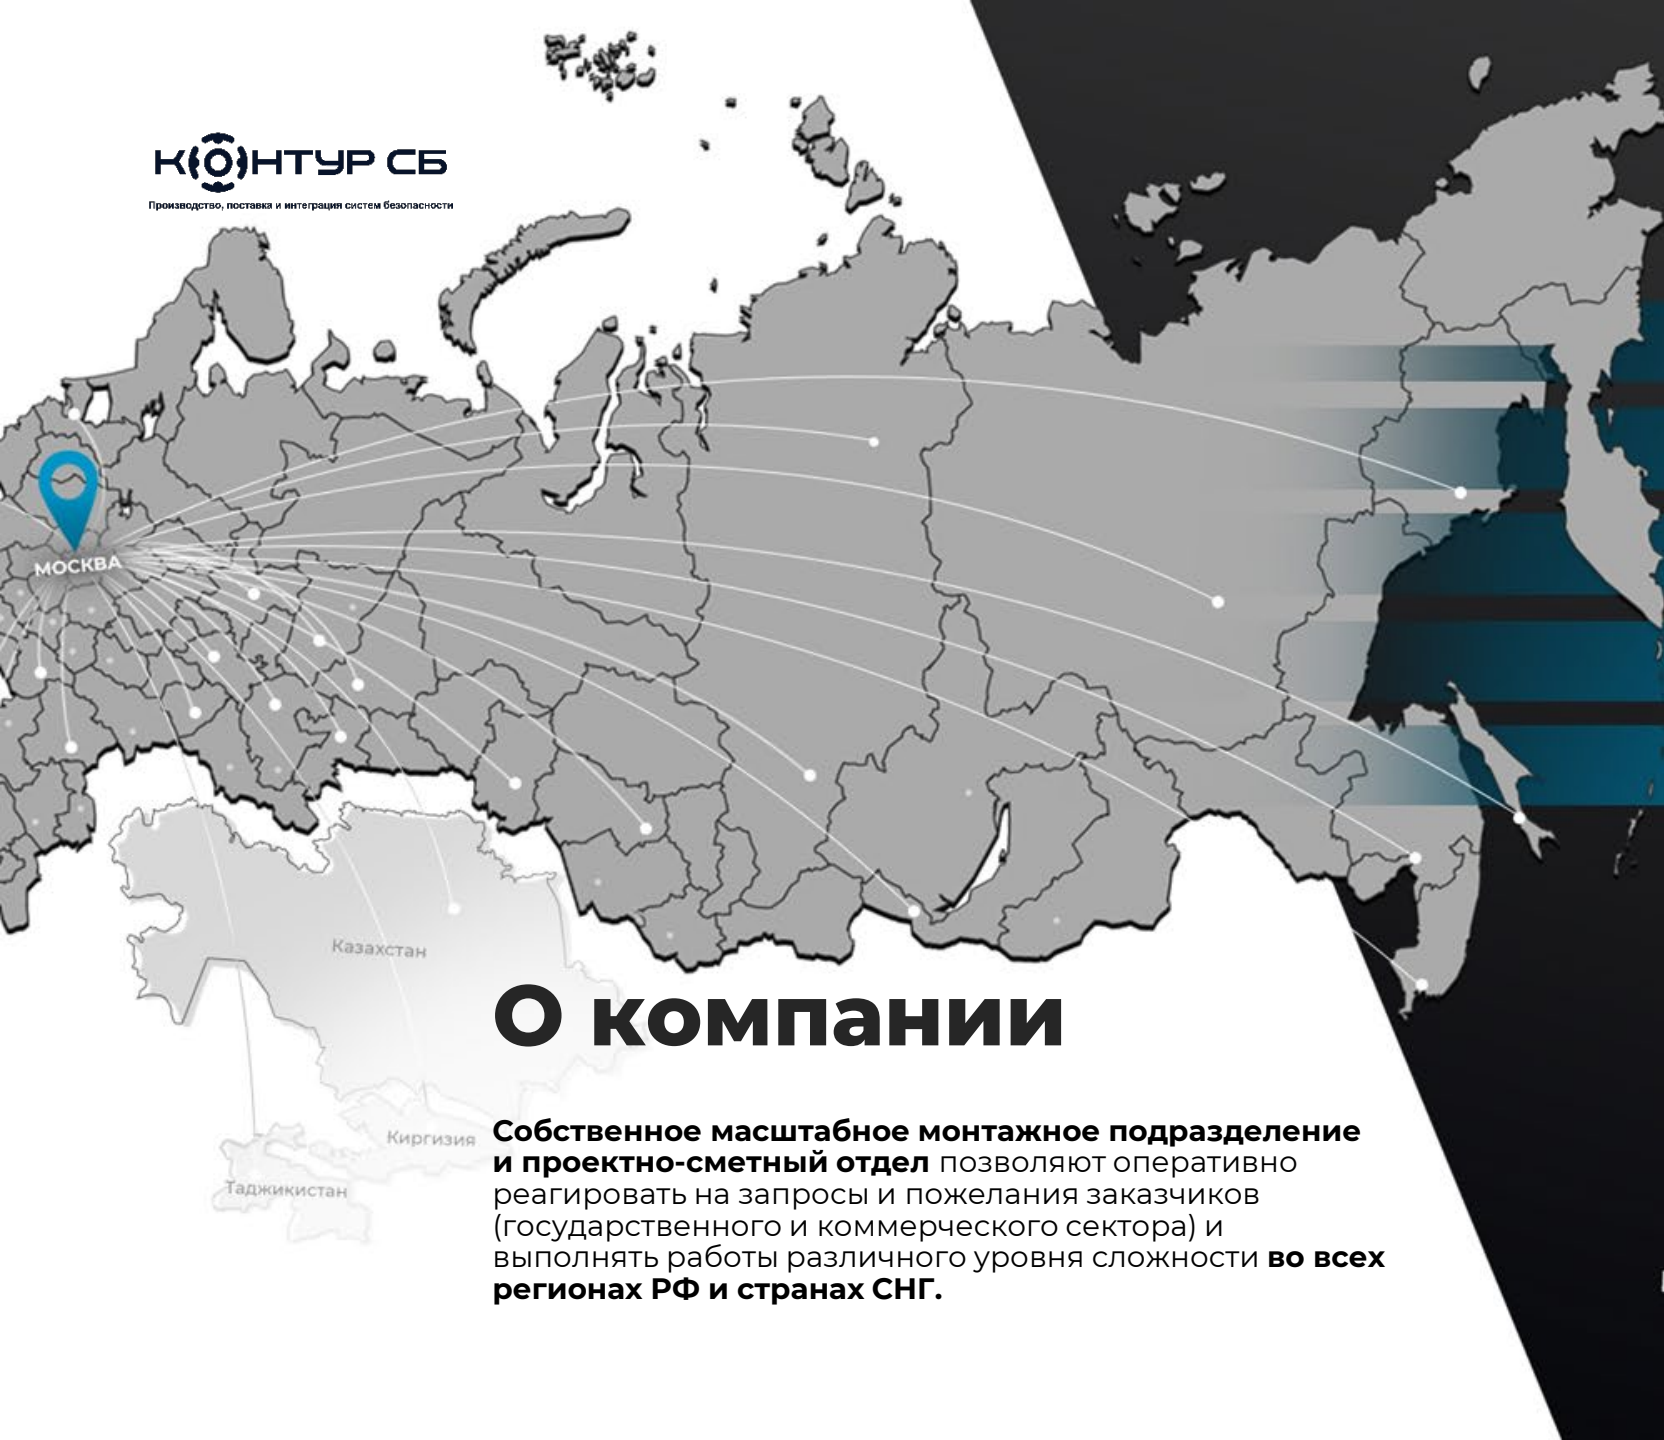 КОНТУР СБ
Производство, поставка и интеграция систем безопасности
МОСКВА
Казахстан
О компании
Киргизия
Таджикистан
Собственное масштабное монтажное подразделение
и проектно-сметный отдел позволяют оперативно
реагировать на запросы и пожелания заказчиков
(государственного и коммерческого сектора) и
выполнять работы различного уровня сложности во всех
регионах РФ и странах СНГ.